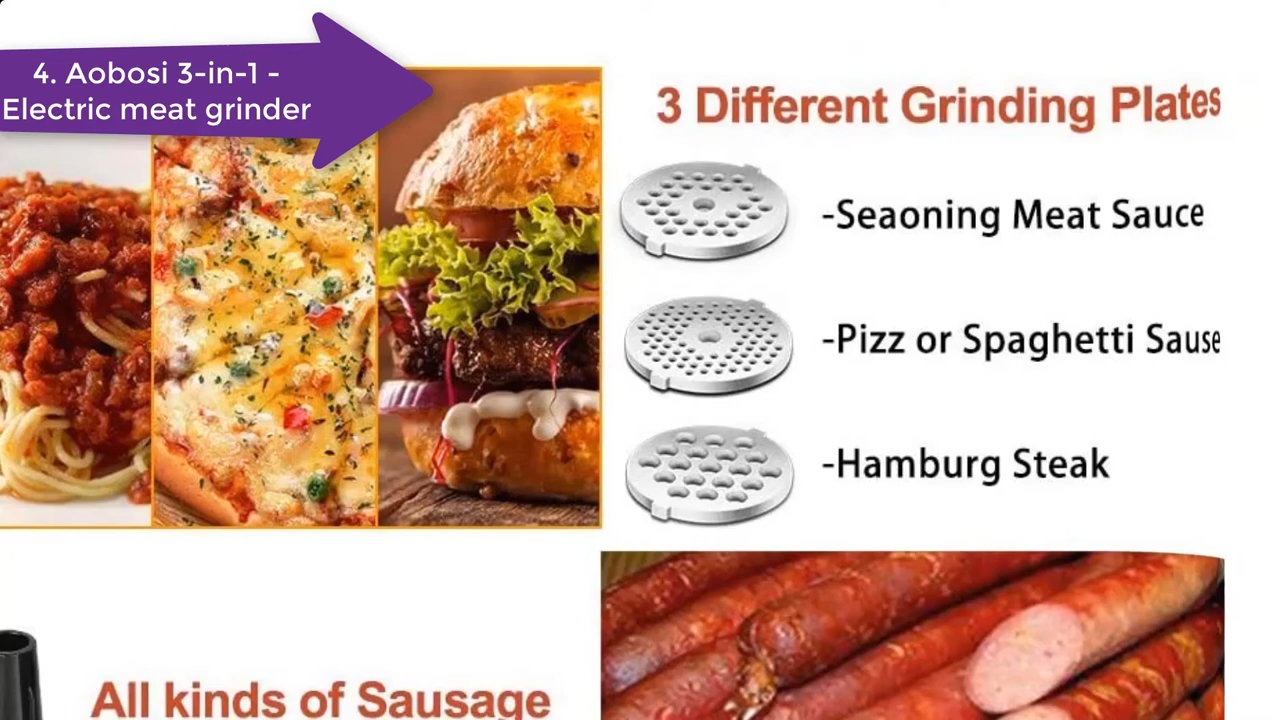 4. Aobosi 3-in-1 -
Electric meat grinder
3 Different Grinding Plates
-Seaoning Meat Sauce
-Pizz or Spaghetti Sause
-Hamburg Steak
All kinds of Sausage